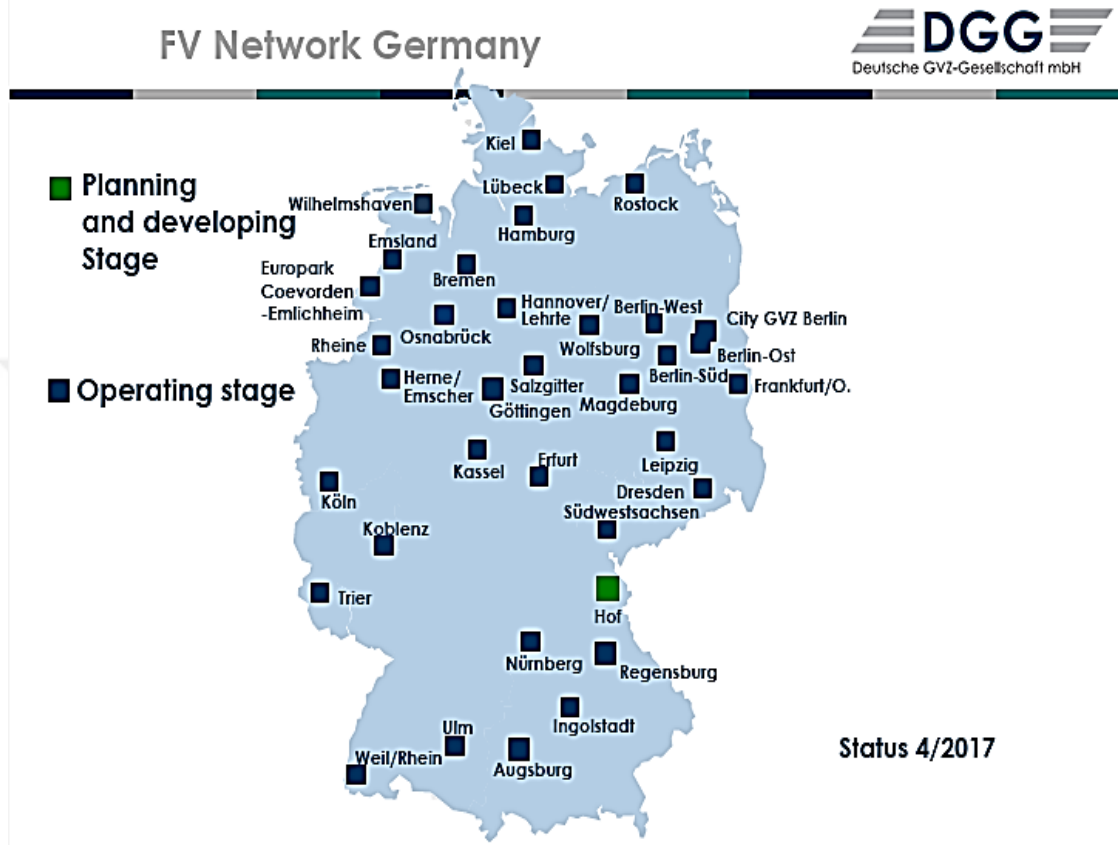 FV Network Germany
DGG
Deutsche GVZ-Gesellschaft mbH
Planning
and developing
Stage
Operating stage
Kiel
Lübeck
Rostock
Wilhelmshaven
Hamburg
Emsland
Bremen
Europark
Coevorden
-Emlichheim
Hannover/
Lehrte
Berlin-West
City GVZ Berlin
Osnabrück
Wolfsburg
Berlin-Ost
Rheine
Berlin-Süd
Frankfurt/O.
Herne/
Emscher
Salzgitter
Göttingen
Magdeburg
Kassel
Erfurt
Leipzig
Dresden
Köln
Südwestsachsen
Koblenz
Trier
Hof
Nürnberg
Regensburg
Ingolstadt
Ulm
Weil/Rhein
Augsburg
Status 4/2017